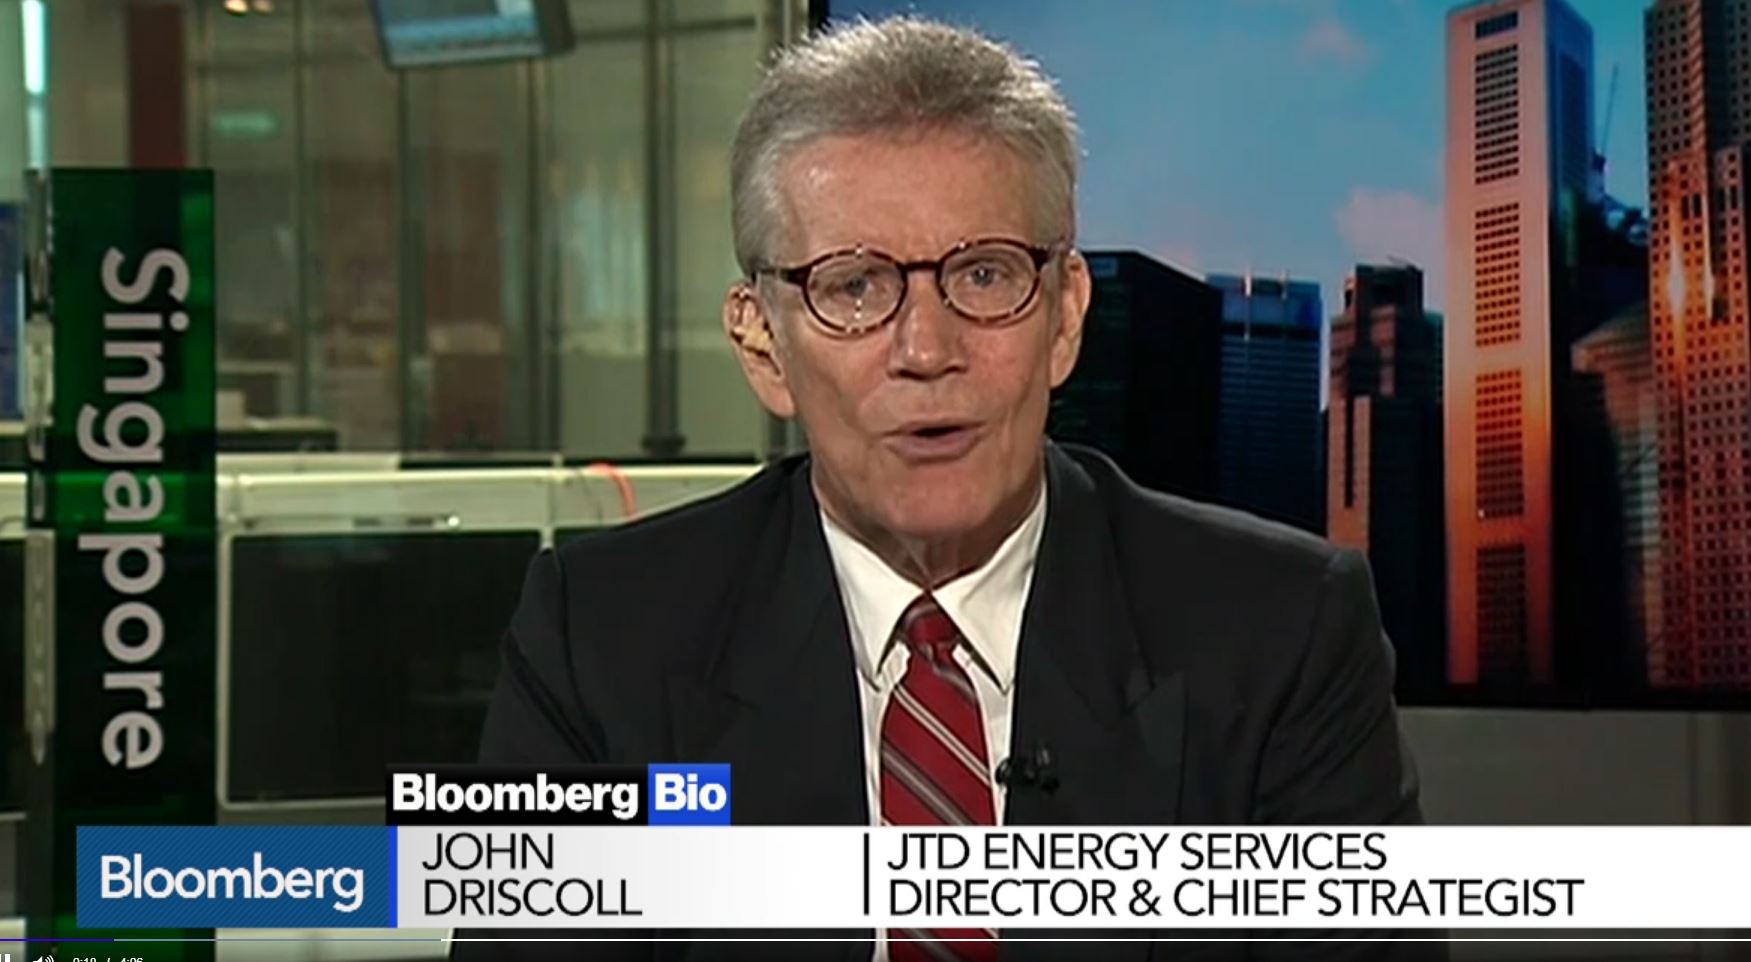 Singapore
Bloomberg Bio
Bloomberg
JOHN
DRISCOLL
JTD ENERGY SERVICES
DIRECTOR & CHIEF STRATEGIST